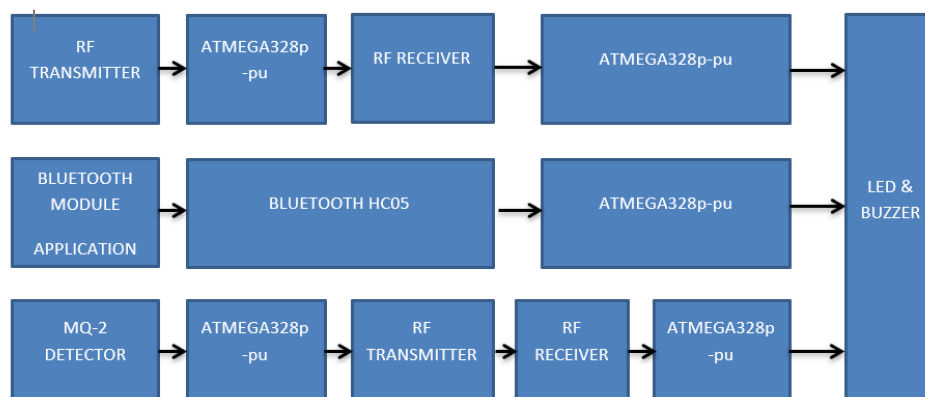 RF
TRANSMITTER
ATMEGA328p
-pu
RF RECEIVER
ATMEGA328p-pu
BLUETOOTH
MODULE
APPLICATION
BLUETOOTH HC05
ATMEGA328p-pu
LED &
BUZZER
MQ-2
DETECTOR
ATMEGA328p
-pu
RF
TRANSMITTER
RF
RECEIVER
ATMEGA328p
-pu